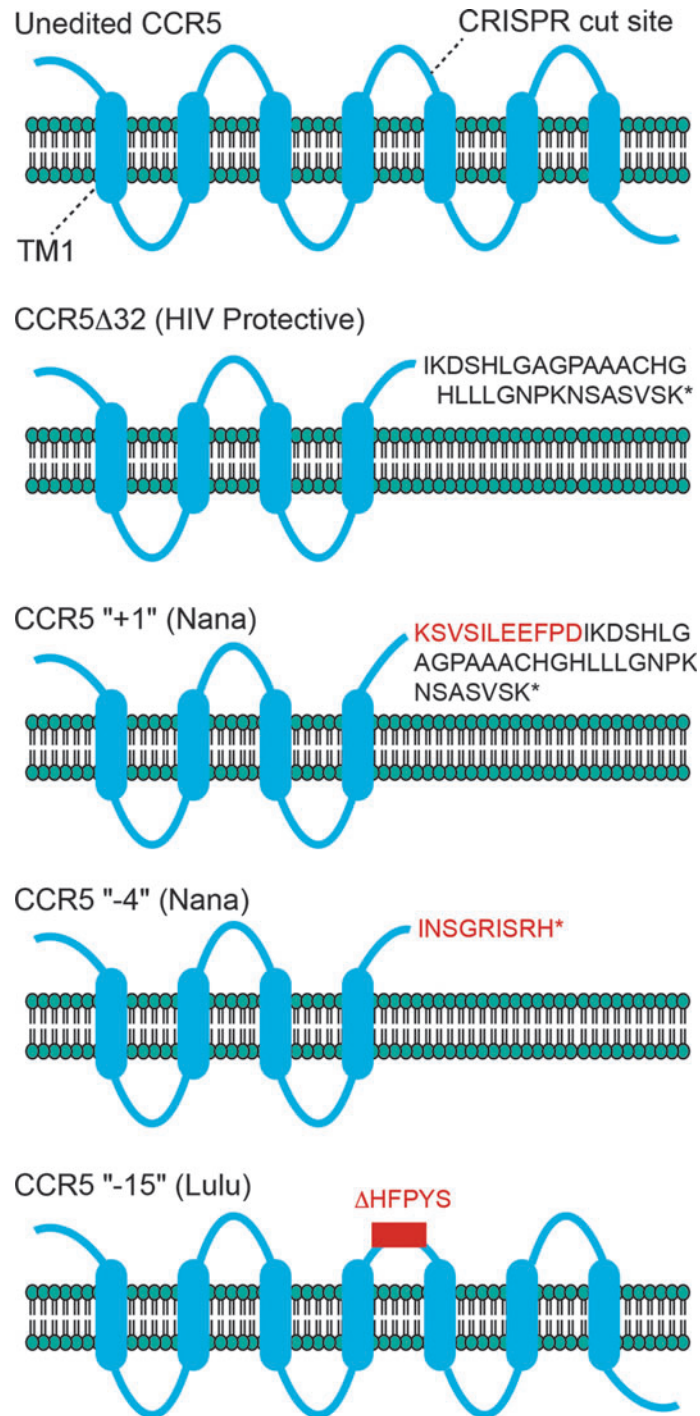 Unedited CCR5
CRISPR cut site
TM1
CCR5Δ32 (HIV Protective)
IKDSHLGAGPAAACHG
HLLLGNPKNSASVSK*
CCR5 "+1" (Nana)
KSVSILEEFPDIKDSHLG
AGPAAACHGHLLLGNPK
NSASVSK*
CCR5 "-4" (Nana)
INSGRISRH*
CCR5 "-15" (Lulu)
ΔHFPYS